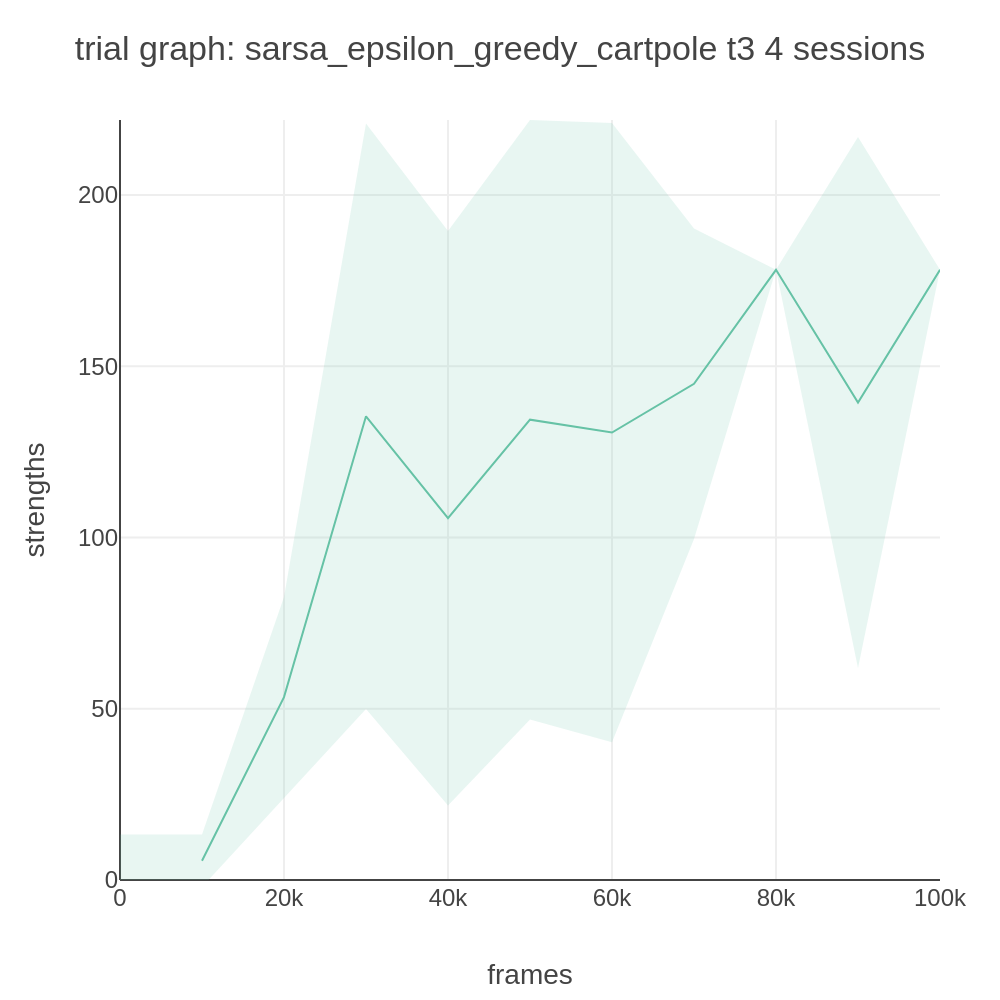 trial graph: sarsa_epsilon_greedy_cartpole t3 4 sessions
200
150
100
50
0
strengths
0 20k 40k 60k 80k 100k
frames